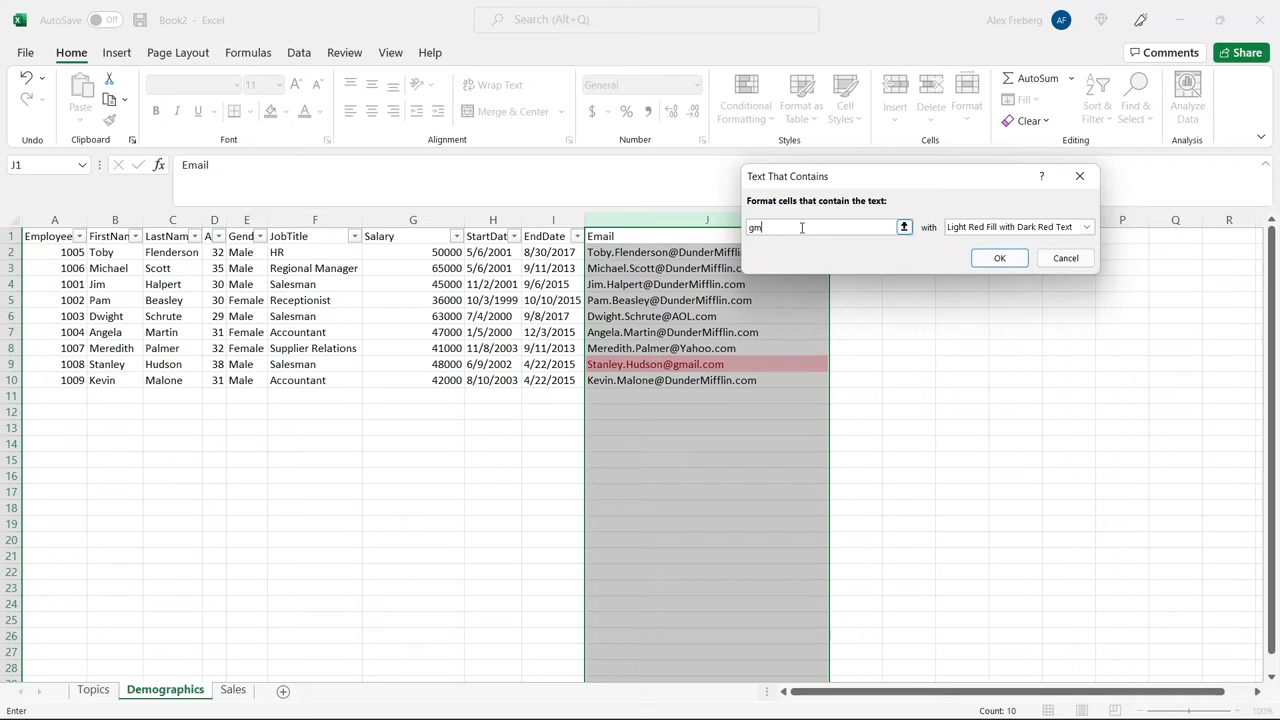 AutoSave Off Book2 - Excel Search (Alt+Q) Alex Freberg AF
File Home Insert Page Layout Formulas Data Review View Help Comments Share
Paste 11 Wrap Text General AutoSum
B I U Merge & Center $ % Conditional Formatting Format as Table Cell Styles Insert Delete Format Fill Clear Sort & Filter Find & Select Analyze Data
Undo Clipboard Font Alignment Number Styles Cells Editing Analysis
J1 fx Email
Text That Contains ? ×
Format cells that contain the text:
gm with Light Red Fill with Dark Red Text
OK Cancel
A B C D E F G H I J P Q R
1 Employee FirstNan LastNam A Gend JobTitle Salary StartDat EndDate Email
2 1005 Toby Flenderson 32 Male HR 50000 5/6/2001 8/30/2017 Toby.Flenderson@DunderMifflin.c
3 1006 Michael Scott 35 Male Regional Manager 65000 5/6/2001 9/11/2013 Michael.Scott@DunderMifflin.com
4 1001 Jim Halpert 30 Male Salesman 45000 11/2/2001 9/6/2015 Jim.Halpert@DunderMifflin.com
5 1002 Pam Beasley 30 Female Receptionist 36000 10/3/1999 10/10/2015 Pam.Beasley@DunderMifflin.com
6 1003 Dwight Schrute 29 Male Salesman 63000 7/4/2000 9/8/2017 Dwight.Schrute@AOL.com
7 1004 Angela Martin 31 Female Accountant 47000 1/5/2000 12/3/2015 Angela.Martin@DunderMifflin.com
8 1007 Meredith Palmer 32 Female Supplier Relations 41000 11/8/2003 9/11/2013 Meredith.Palmer@Yahoo.com
9 1008 Stanley Hudson 38 Male Salesman 48000 6/9/2002 4/22/2015 Stanley.Hudson@gmail.com
10 1009 Kevin Malone 31 Male Accountant 42000 8/10/2003 4/22/2015 Kevin.Malone@DunderMifflin.com
11
12
13
14
15
16
17
18
19
20
21
22
23
24
25
26
27
28
Topics Demographics Sales
Enter Count: 10 100%